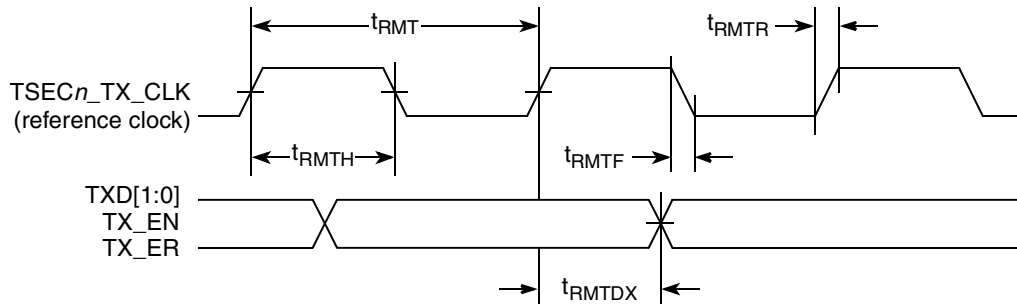 tRMT
tRMTR
TSECn_TX_CLK
(reference clock)
tRMTH
tRMTF
TXD[1:0]
TX_EN
TX_ER
tRMTDX